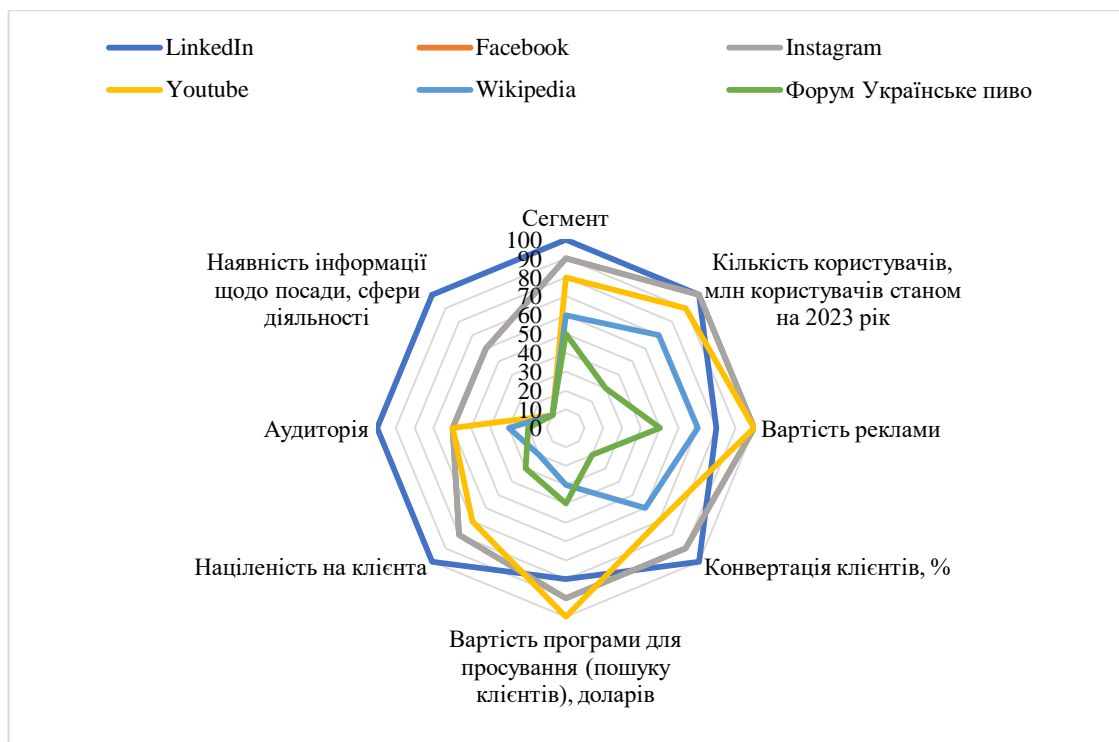 LinkedIn
Facebook
Instagram
Youtube
Wikipedia
Форум Українське пиво
Сегмент
100
90
80
70
60
50
40
30
20
10
0
Кількість користувачів,
млн користувачів станом
на 2023 рік
Вартість реклами
Конвертація клієнтів, %
Вартість програми для
просування (пошуку
клієнтів), доларів
Націленість на клієнта
Аудиторія
Наявність інформації
щодо посади, сфери
діяльності